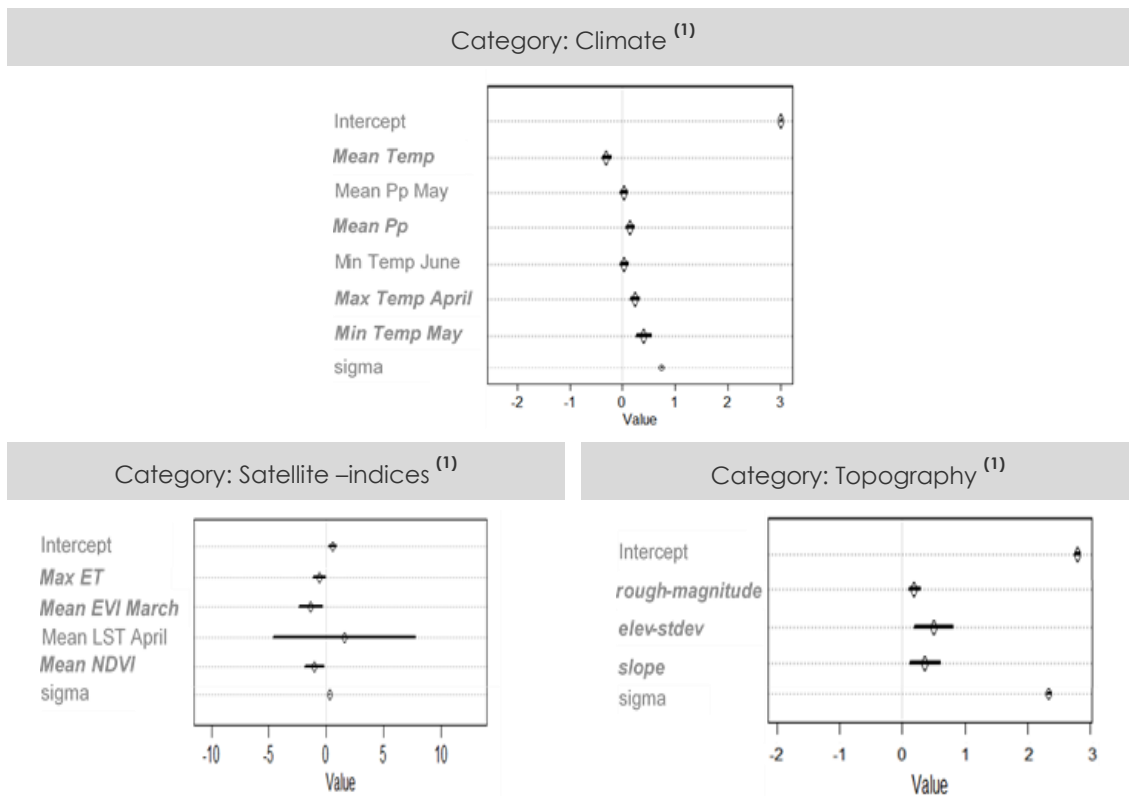 Category: Climate (1)
Intercept
Mean Temp
Mean Pp May
Mean Pp
Min Temp June
Max Temp April
Min Temp May
sigma
-2 -1 0 1 2 3
Value
Category: Satellite –indices (1)
Intercept
Max ET
Mean EVI March
Mean LST April
Mean NDVI
sigma
-10 -5 0 5 10
Value
Category: Topography (1)
Intercept
rough-magnitude
elev-stdev
slope
sigma
-2 -1 0 1 2 3
Value